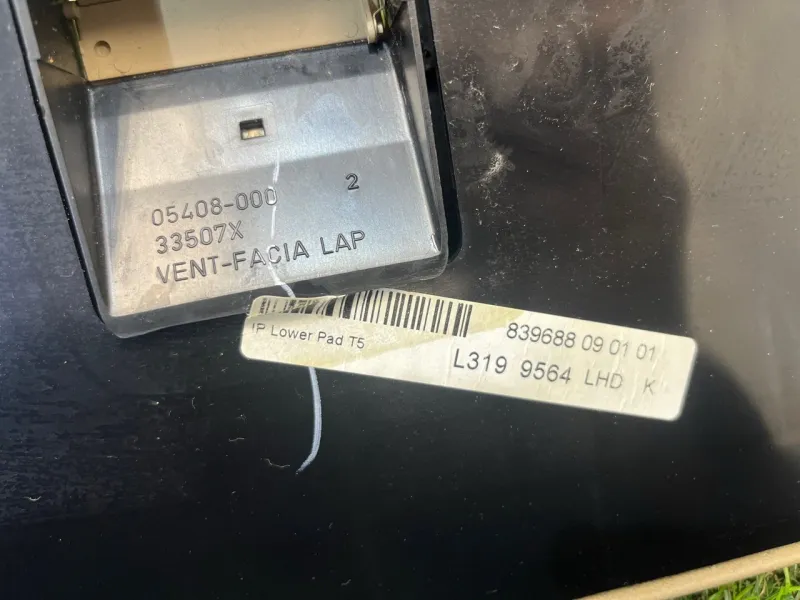 05408-000 2
33507X
VENT-FACIA LAP
839688 09 01 01
IP Lower Pad T5
L319 9564 LHD K